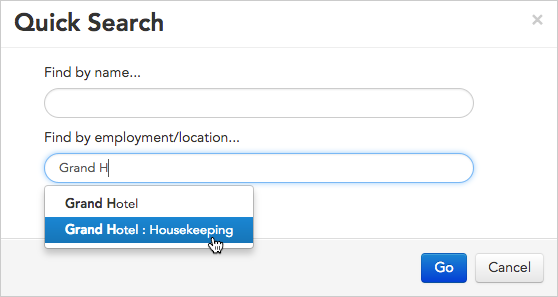 Quick Search
×
Find by name...
Find by employment/location...
Grand H
Grand Hotel
Grand Hotel : Housekeeping
Go
Cancel